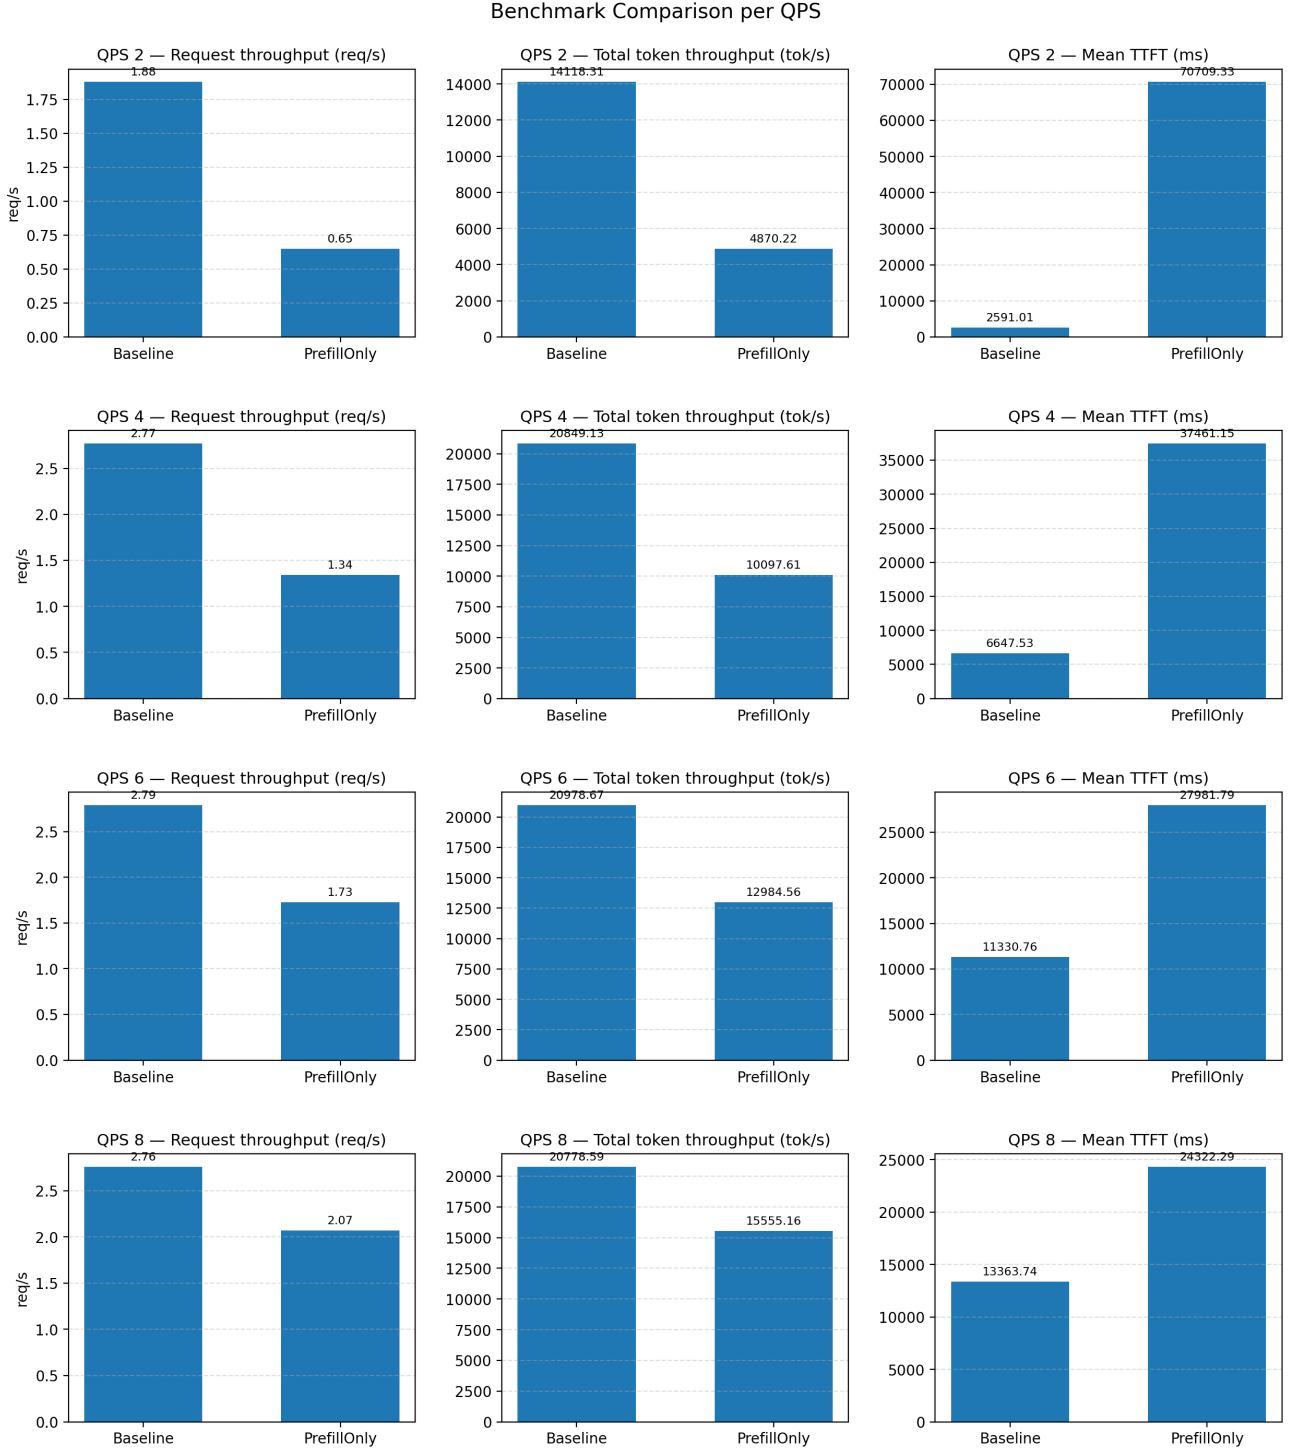 Benchmark Comparison per QPS
QPS 2 — Request throughput (req/s)
1.88
1.75
1.50
1.25
1.00
0.75
0.50
0.25
0.00
req/s
0.65
Baseline
PrefillOnly
QPS 2 — Total token throughput (tok/s)
14118.31
14000
12000
10000
8000
6000
4000
2000
0
4870.22
Baseline
PrefillOnly
QPS 2 — Mean TTFT (ms)
70709.33
70000
60000
50000
40000
30000
20000
10000
0
2591.01
Baseline
PrefillOnly
QPS 4 — Request throughput (req/s)
2.77
2.5
2.0
1.5
1.0
0.5
0.0
req/s
1.34
Baseline
PrefillOnly
QPS 4 — Total token throughput (tok/s)
20849.13
20000
17500
15000
12500
10000
7500
5000
2500
0
10097.61
Baseline
PrefillOnly
QPS 4 — Mean TTFT (ms)
37461.15
35000
30000
25000
20000
15000
10000
5000
0
6647.53
Baseline
PrefillOnly
QPS 6 — Request throughput (req/s)
2.79
2.5
2.0
1.5
1.0
0.5
0.0
req/s
1.73
Baseline
PrefillOnly
QPS 6 — Total token throughput (tok/s)
20978.67
20000
17500
15000
12500
10000
7500
5000
2500
0
12984.56
Baseline
PrefillOnly
QPS 6 — Mean TTFT (ms)
27981.79
25000
20000
15000
10000
5000
0
11330.76
Baseline
PrefillOnly
QPS 8 — Request throughput (req/s)
2.76
2.5
2.0
1.5
1.0
0.5
0.0
req/s
2.07
Baseline
PrefillOnly
QPS 8 — Total token throughput (tok/s)
20778.59
20000
17500
15000
12500
10000
7500
5000
2500
0
15555.16
Baseline
PrefillOnly
QPS 8 — Mean TTFT (ms)
24322.29
25000
20000
15000
10000
5000
0
13363.74
Baseline
PrefillOnly